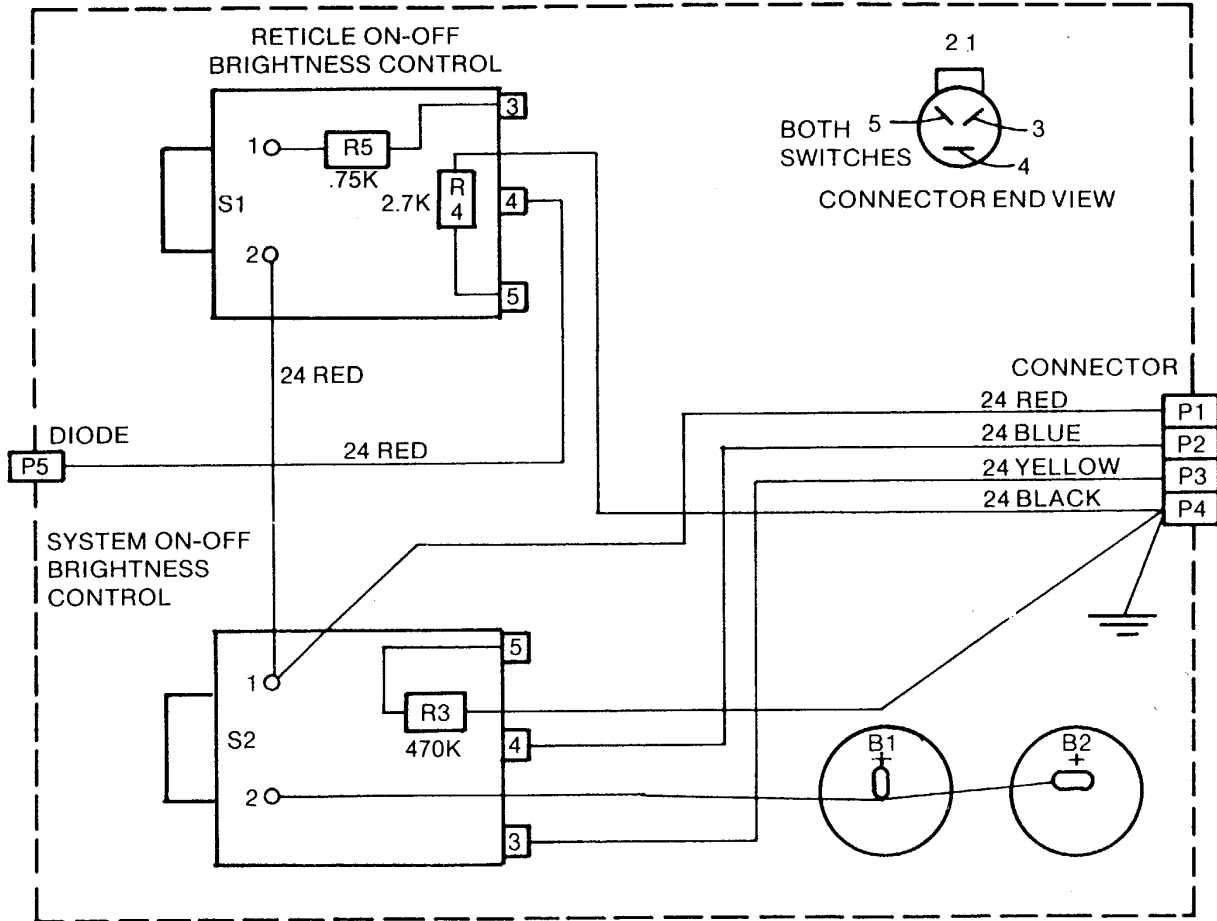 RETICLE ON-OFF
BRIGHTNESS CONTROL
2 1
3
1
R5
BOTH
SWITCHES
5
3
4
.75K
R
4
2.7K
4
S1
CONNECTOR END VIEW
2
5
24 RED
CONNECTOR
24 RED
P1
DIODE
24 BLUE
P2
P5
24 RED
24 YELLOW
P3
24 BLACK
P4
SYSTEM ON-OFF
BRIGHTNESS
CONTROL
5
1
R3
S2
470K
4
B1
+
B2
+
2
3